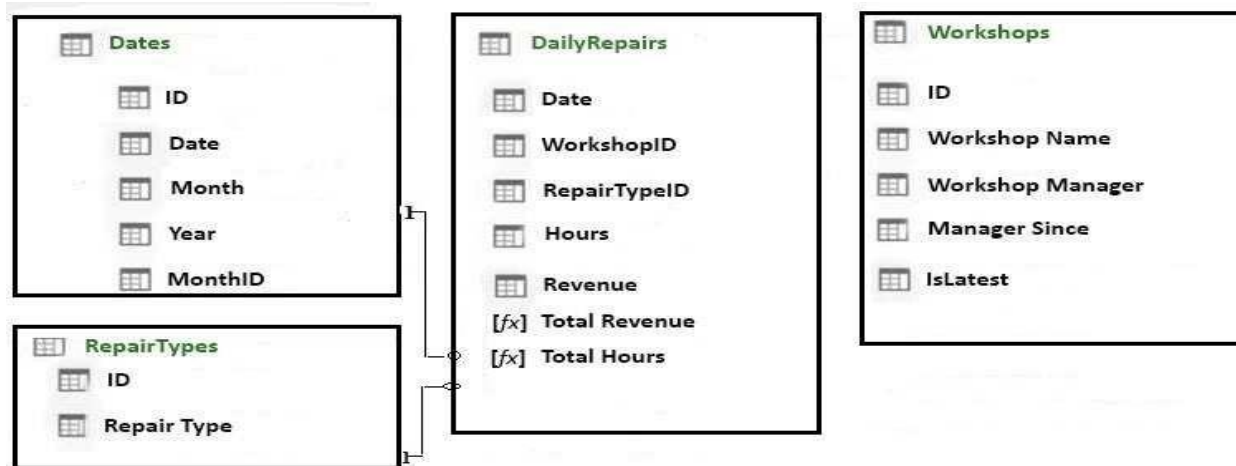 Dates
ID
Date
Month
Year
MonthID
RepairTypes
ID
Repair Type
DailyRepairs
Date
WorkshopID
RepairTypeID
Hours
Revenue
[fx] Total Revenue
[fx] Total Hours
Workshops
ID
Workshop Name
Workshop Manager
Manager Since
IsLatest
1
1